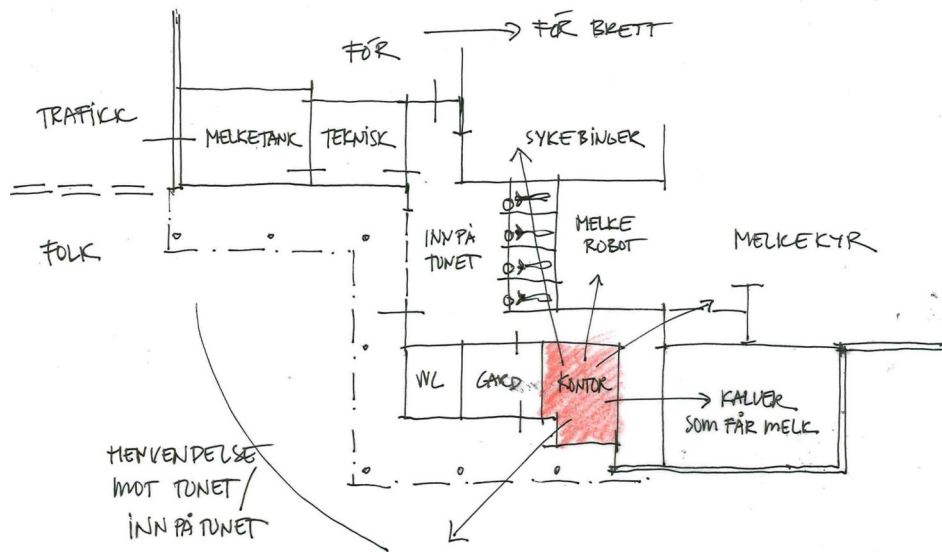 FÔR
FÔR BRETT
TRAFIKK
MELKETANK
TEKNISK
SYKEBINGER
FOLK
INN PÅ
TUNET
MELKE
ROBOT
MELKEKYR
WC
GARD
KONTOR
KALVER
SOM FÅR MELK
HENVENDELSE
MOT TUNET/
INN PÅ TUNET